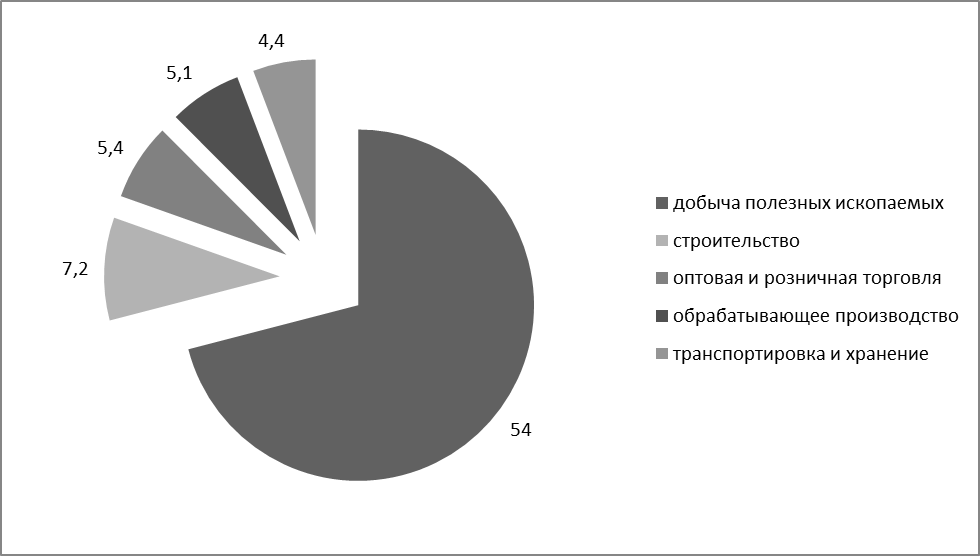 4,4
5,1
5,4
7,2
54
добыча полезных ископаемых
строительство
оптовая и розничная торговля
обрабатывающее производство
транспортировка и хранение